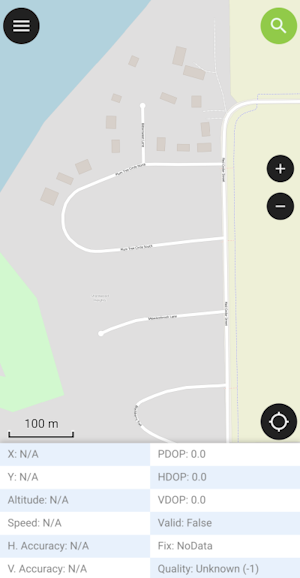 100 m
X: N/A
PDOP: 0.0
Y: N/A
HDOP: 0.0
Altitude: N/A
VDOP: 0.0
Speed: N/A
Valid: False
H. Accuracy: N/A
Fix: NoData
V. Accuracy: N/A
Quality: Unknown (-1)